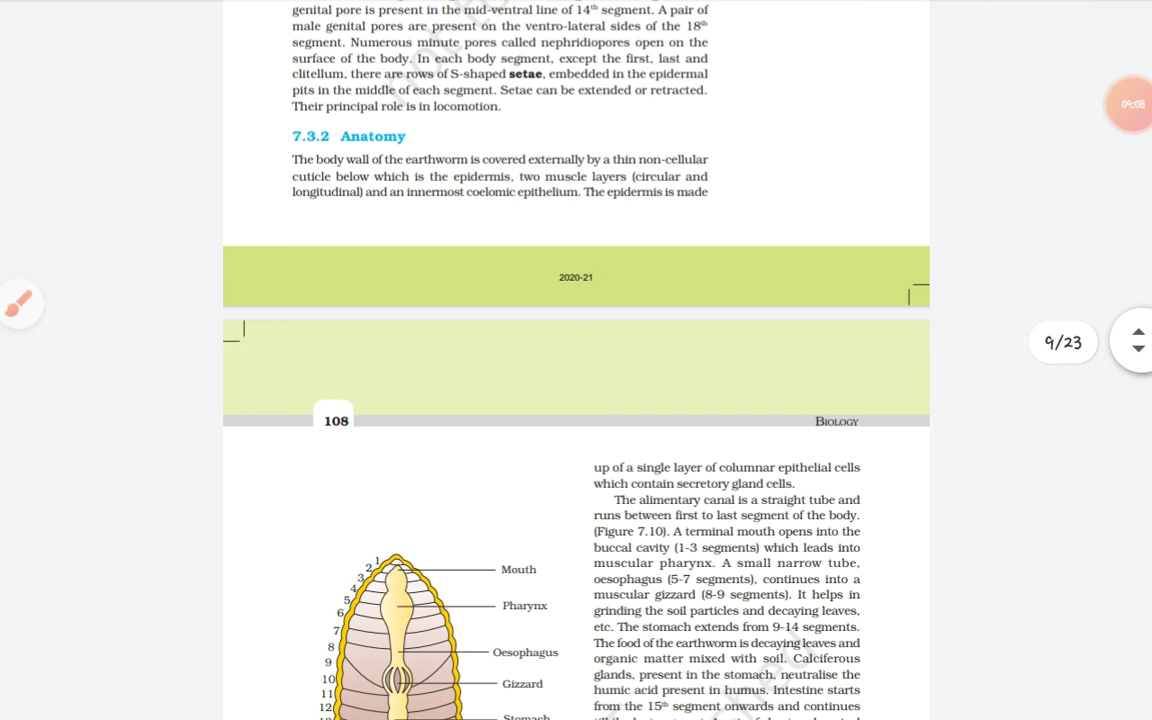 genital pore is present in the mid-ventral line of 14th segment. A pair of
male genital pores are present on the ventro-lateral sides of the 18th
segment. Numerous minute pores called nephridiopores open on the
surface of the body. In each body segment, except the first, last and
clitellum, there are rows of S-shaped setae, embedded in the epidermal
pits in the middle of each segment. Setae can be extended or retracted.
Their principal role is in locomotion.
09:08
7.3.2 Anatomy
The body wall of the earthworm is covered externally by a thin non-cellular
cuticle below which is the epidermis, two muscle layers (circular and
longitudinal) and an innermost coelomic epithelium. The epidermis is made
2020-21
9/23
108
BIOLOGY
up of a single layer of columnar epithelial cells
which contain secretory gland cells.
The alimentary canal is a straight tube and
runs between first to last segment of the body.
(Figure 7.10). A terminal mouth opens into the
buccal cavity (1-3 segments) which leads into
muscular pharynx. A small narrow tube,
oesophagus (5-7 segments), continues into a
muscular gizzard (8-9 segments). It helps in
grinding the soil particles and decaying leaves,
etc. The stomach extends from 9-14 segments.
The food of the earthworm is decaying leaves and
organic matter mixed with soil. Calciferous
glands, present in the stomach, neutralise the
humic acid present in humus. Intestine starts
from the 15th segment onwards and continues
1
2
3
4
5
6
7
8
9
10
11
12
Mouth
Pharynx
Oesophagus
Gizzard
Stomach